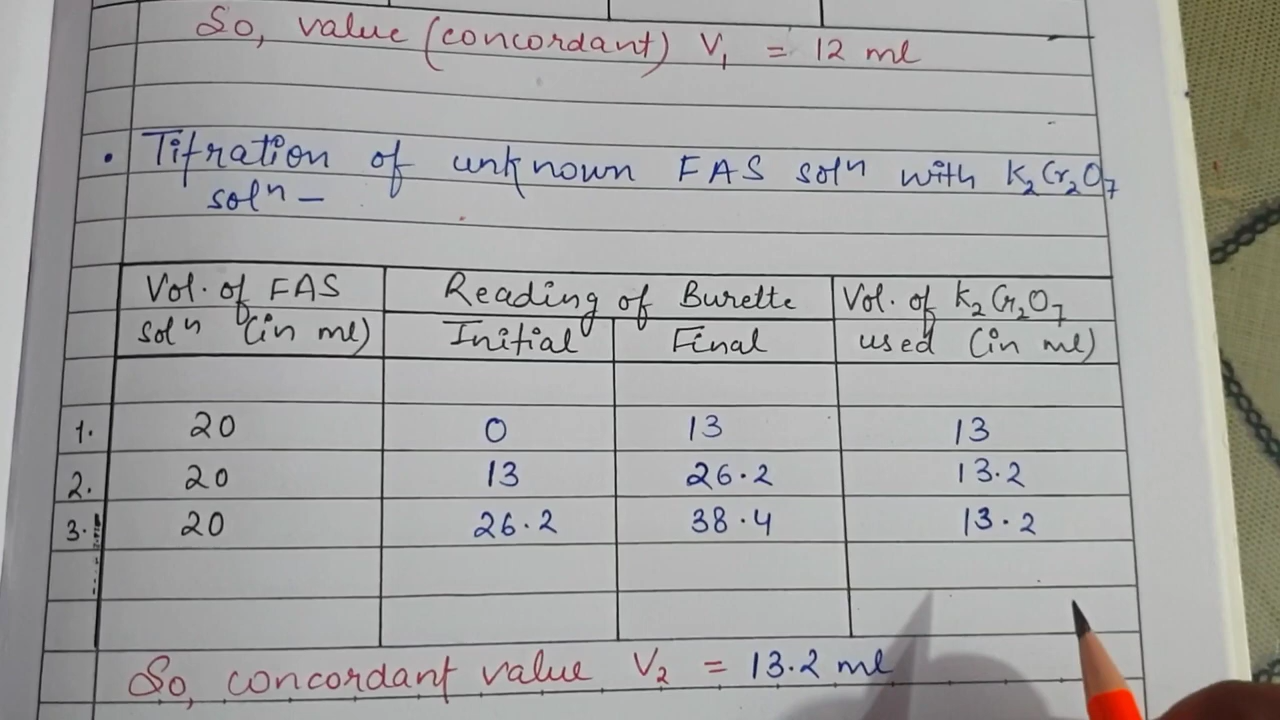 So, value (concordant) V₁ = 12 ml
• Titration of unknown FAS solⁿ with K₂Cr₂O₇
solⁿ –
Vol. of FAS solⁿ (in ml) Reading of Burette Vol. of K₂Cr₂O₇ used (in ml)
Initial Final
1. 20 0 13 13
2. 20 13 26.2 13.2
3. 20 26.2 38.4 13.2
So, concordant value V₂ = 13.2 ml